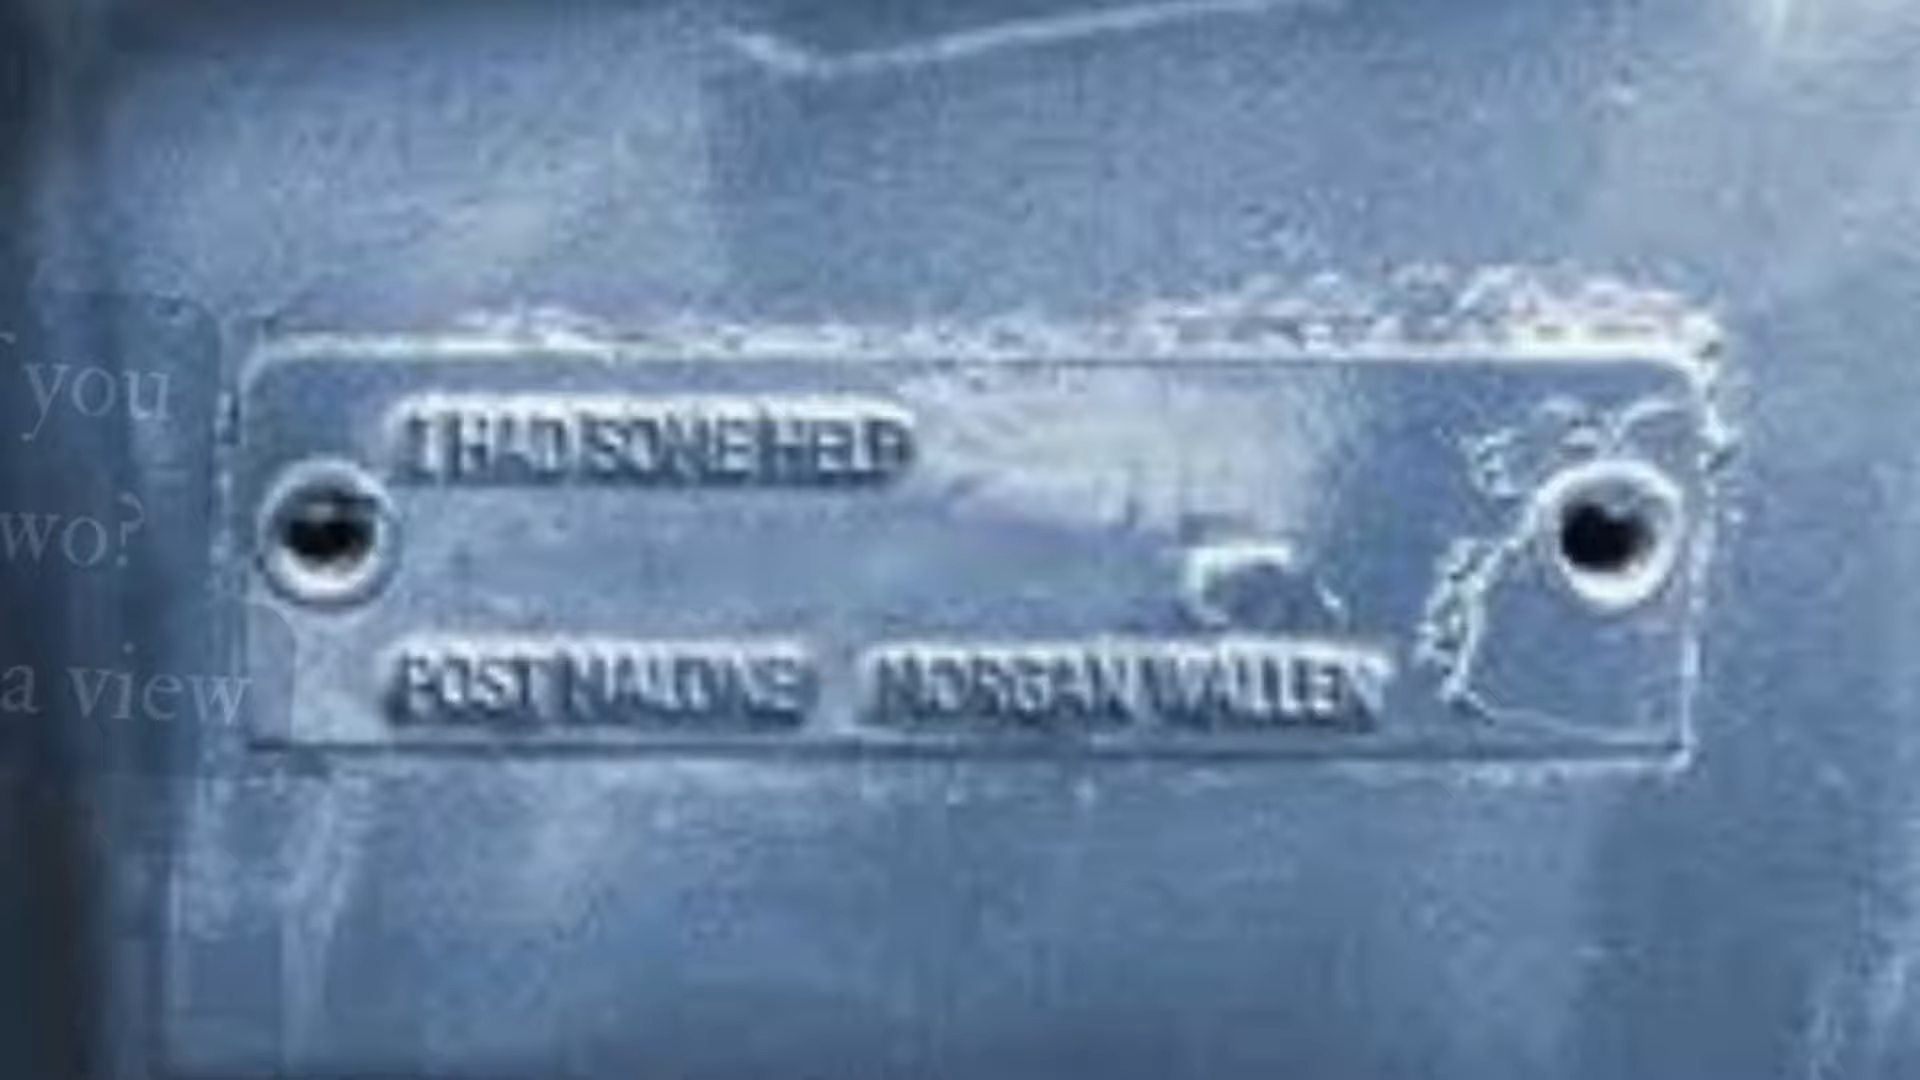 you
wo?
a view
I HAD SOME HELP
POST MALONE MORGAN WALLEN